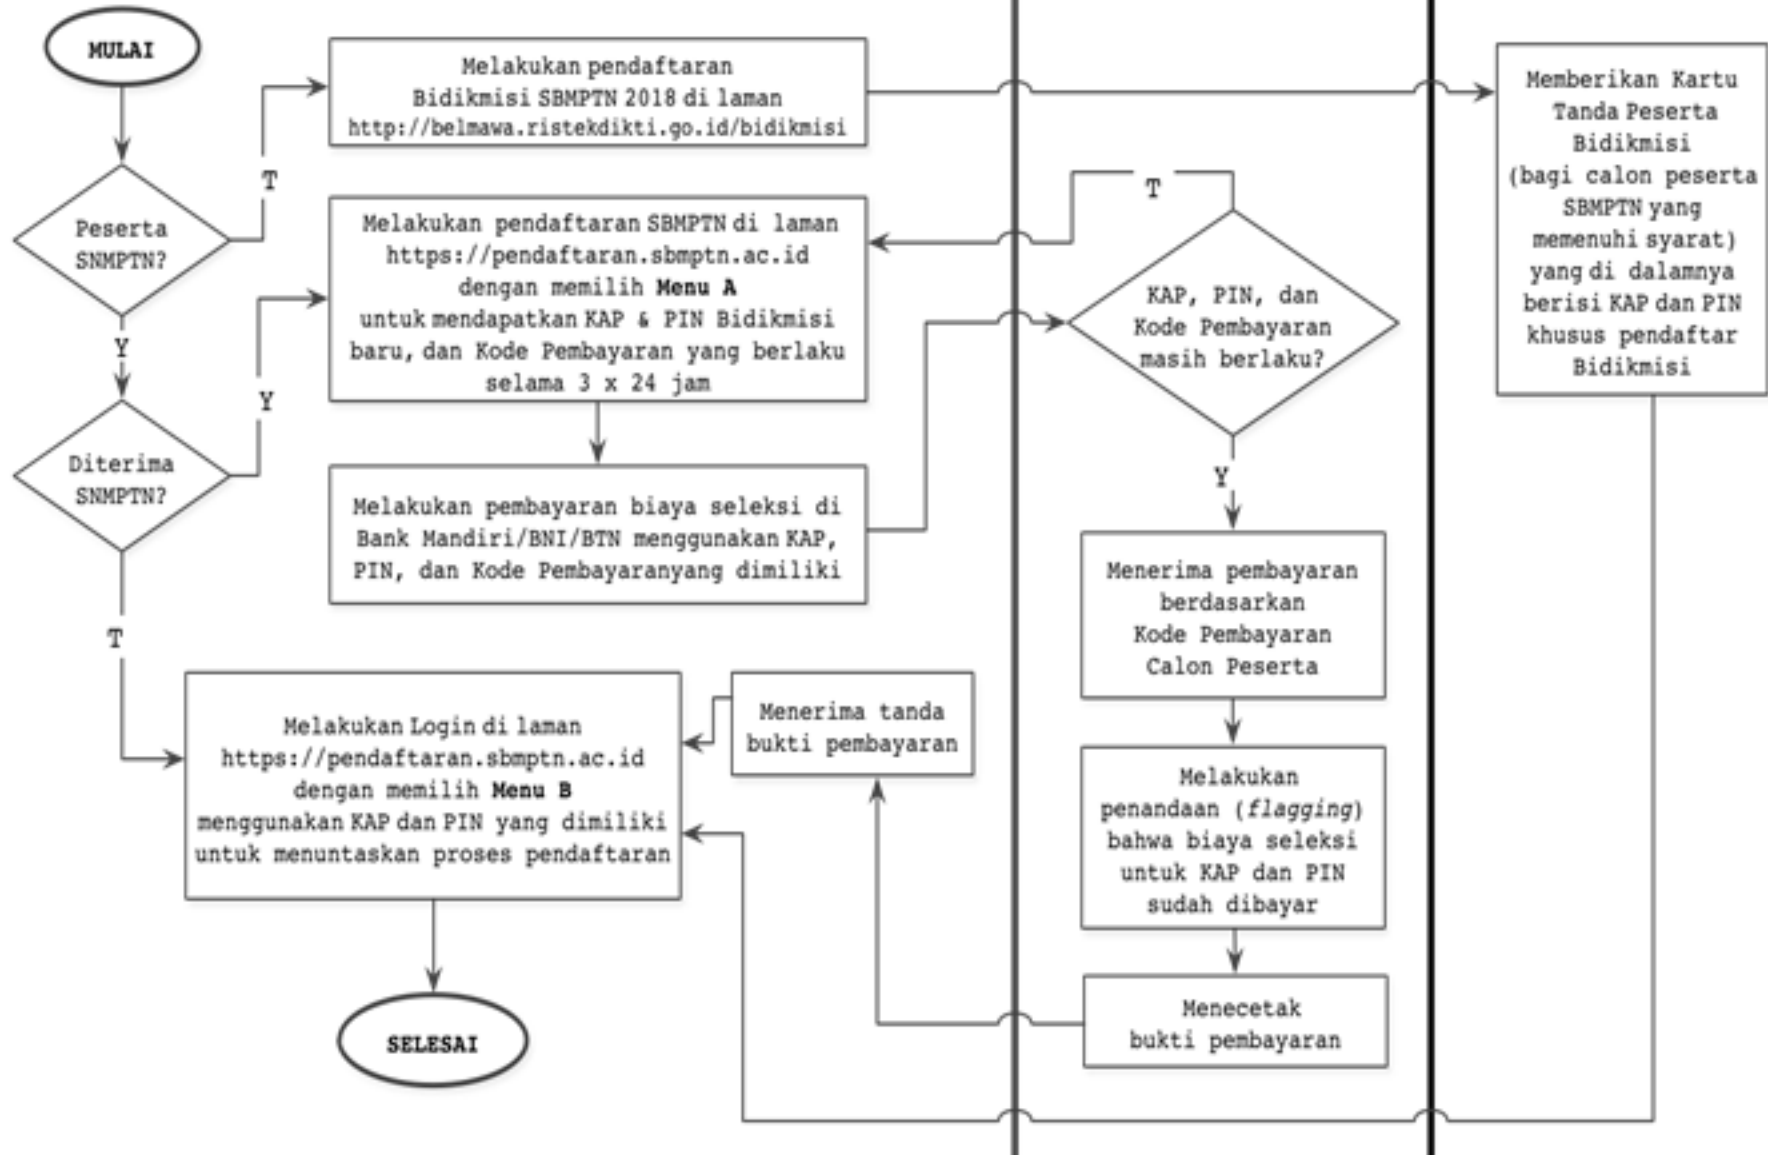 MULAI
Peserta
SNMPTN?
T
Y
Diterima
SNMPTN?
Y
T
Melakukan pendaftaran
Bidikmisi SBMPTN 2018 di laman
http://belmawa.ristekdikti.go.id/bidikmisi
Melakukan pendaftaran SBMPTN di laman
https://pendaftaran.sbmptn.ac.id
dengan memilih Menu A
untuk mendapatkan KAP & PIN Bidikmisi
baru, dan Kode Pembayaran yang berlaku
selama 3 x 24 jam
Melakukan pembayaran biaya seleksi di
Bank Mandiri/BNI/BTN menggunakan KAP,
PIN, dan Kode Pembayaranyang dimiliki
Melakukan Login di laman
https://pendaftaran.sbmptn.ac.id
dengan memilih Menu B
menggunakan KAP dan PIN yang dimiliki
untuk menuntaskan proses pendaftaran
SELESAI
Menerima tanda
bukti pembayaran
T
KAP, PIN, dan
Kode Pembayaran
masih berlaku?
Y
Menerima pembayaran
berdasarkan
Kode Pembayaran
Calon Peserta
Melakukan
penandaan (flagging)
bahwa biaya seleksi
untuk KAP dan PIN
sudah dibayar
Menecetak
bukti pembayaran
Memberikan Kartu
Tanda Peserta
Bidikmisi
(bagi calon peserta
SBMPTN yang
memenuhi syarat)
yang di dalamnya
berisi KAP dan PIN
khusus pendaftar
Bidikmisi